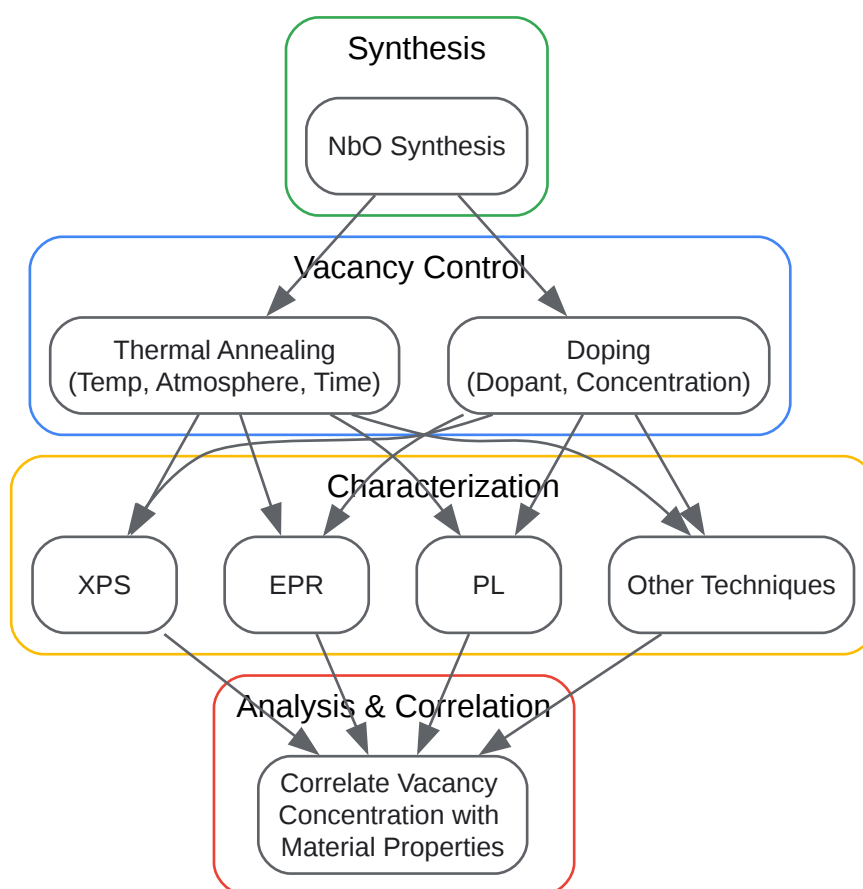 Synthesis
NbO Synthesis
Vacancy Control
Thermal Annealing
(Temp, Atmosphere, Time)
Doping
(Dopant, Concentration)
Characterization
XPS
EPR
PL
Other Techniques
Analysis & Correlation
Correlate Vacancy
Concentration with
Material Properties